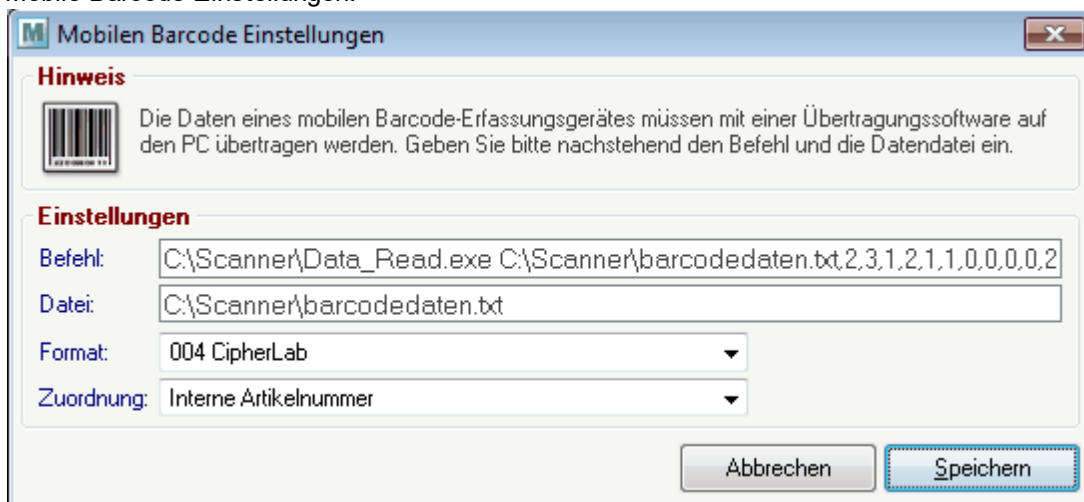 Mobile Barcode Einstellungen:
Mobilen Barcode Einstellungen
Hinweis
Die Daten eines mobilen Barcode-Erfassungsgerätes müssen mit einer Übertragungssoftware auf
den PC übertragen werden. Geben Sie bitte nachstehend den Befehl und die Datendatei ein.
Einstellungen
Befehl: C:\Scanner\Data_Read.exe C:\Scanner\barcodedaten.txt,2,3,1,2,1,1,0,0,0,0,2
Datei: C:\Scanner\barcodedaten.txt
Format: 004 CipherLab
Zuordnung: Interne Artikelnummer
Abbrechen Speichern